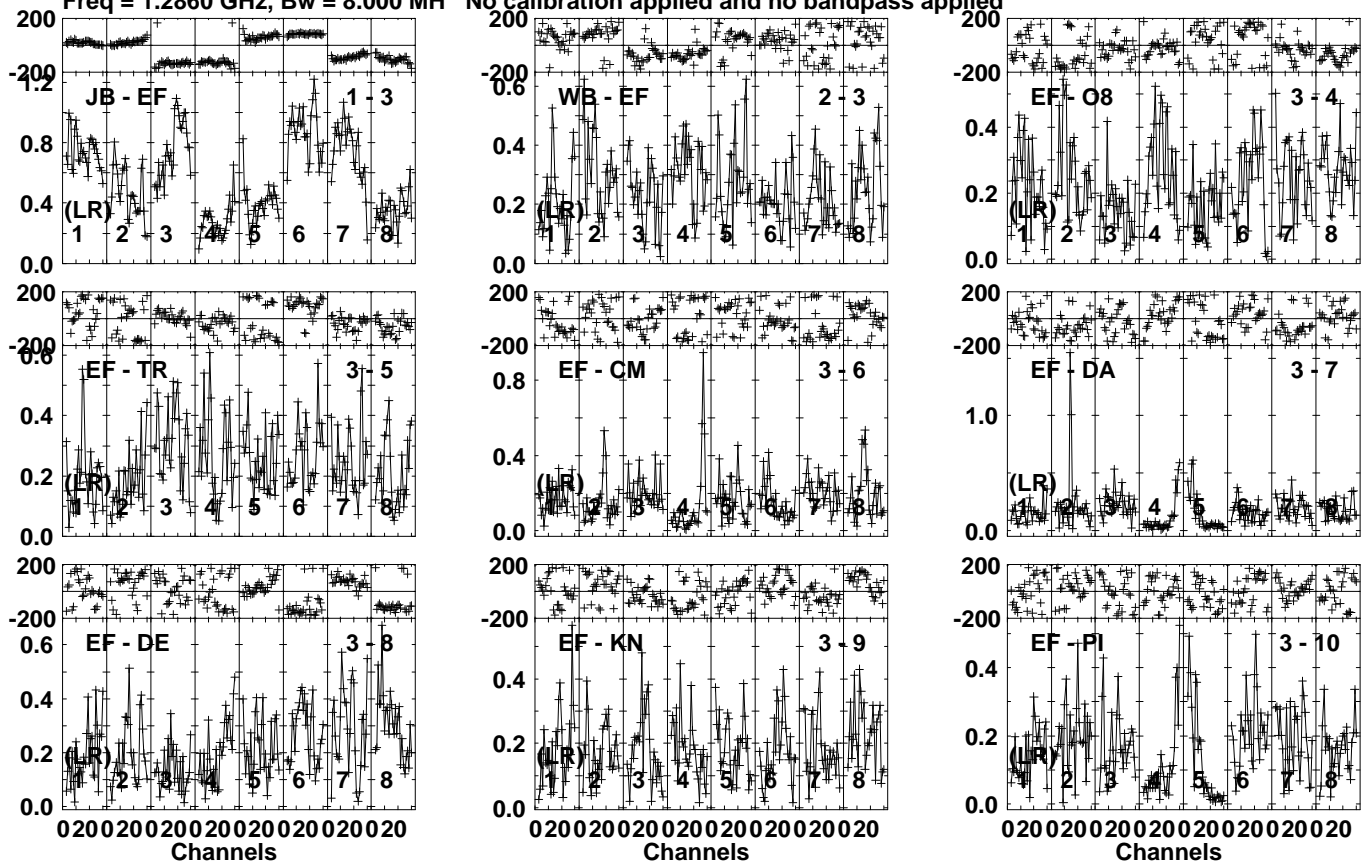 Freq = 1.2860 GHz, Bw = 8.000 MH No calibration applied and no bandpass applied
200
-200
1.2
0.8
0.4
0.0
JB - EF 1 - 3
(LR)
1 2 3 4 5 6 7 8
200
-200
0.6
0.4
0.2
0.0
WB - EF 2 - 3
(LR)
1 2 3 4 5 6 7 8
200
-200
0.4
0.2
0.0
EF - O8 3 - 4
(LR)
1 2 3 4 5 6 7 8
200
-200
0.6
0.4
0.2
0.0
EF - TR 3 - 5
(LR)
1 2 3 4 5 6 7 8
200
-200
0.8
0.4
0.0
EF - CM 3 - 6
(LR)
1 2 3 4 5 6 7 8
200
-200
1.0
0.0
EF - DA 3 - 7
(LR)
1 2 3 4 5 6 7 8
200
-200
0.6
0.4
0.2
0.0
EF - DE 3 - 8
(LR)
1 2 3 4 5 6 7 8
0 20 0 20 0 20 0 20 0 20 0 20 0 20 0 20
Channels
200
-200
0.4
0.2
0.0
EF - KN 3 - 9
(LR)
1 2 3 4 5 6 7 8
0 20 0 20 0 20 0 20 0 20 0 20 0 20 0 20
Channels
200
-200
0.4
0.2
0.0
EF - PI 3 - 10
(LR)
1 2 3 4 5 6 7 8
0 20 0 20 0 20 0 20 0 20 0 20 0 20 0 20
Channels